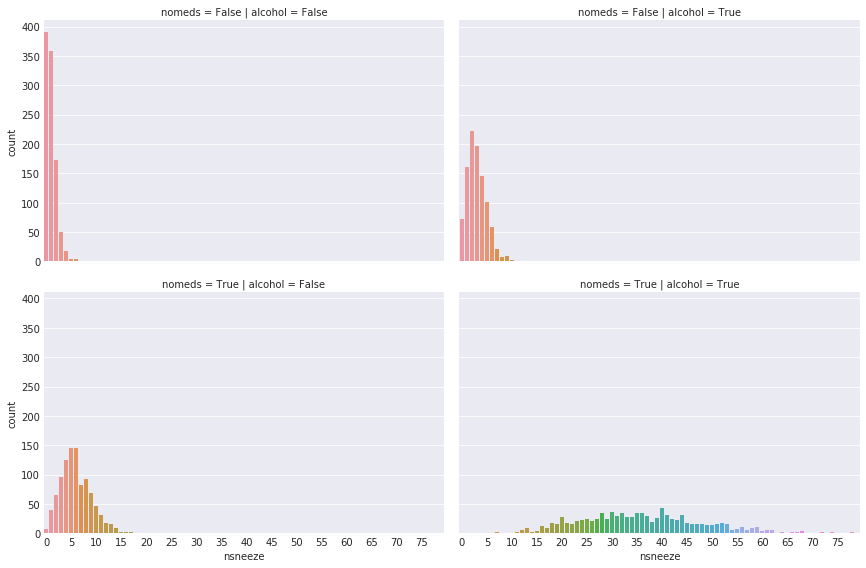 nomeds = False | alcohol = False
nomeds = False | alcohol = True
400
350
300
250
200
150
100
50
0
count
nomeds = True | alcohol = False
nomeds = True | alcohol = True
400
350
300
250
200
150
100
50
0
count
0 5 10 15 20 25 30 35 40 45 50 55 60 65 70 75
0 5 10 15 20 25 30 35 40 45 50 55 60 65 70 75
nsneeze
nsneeze